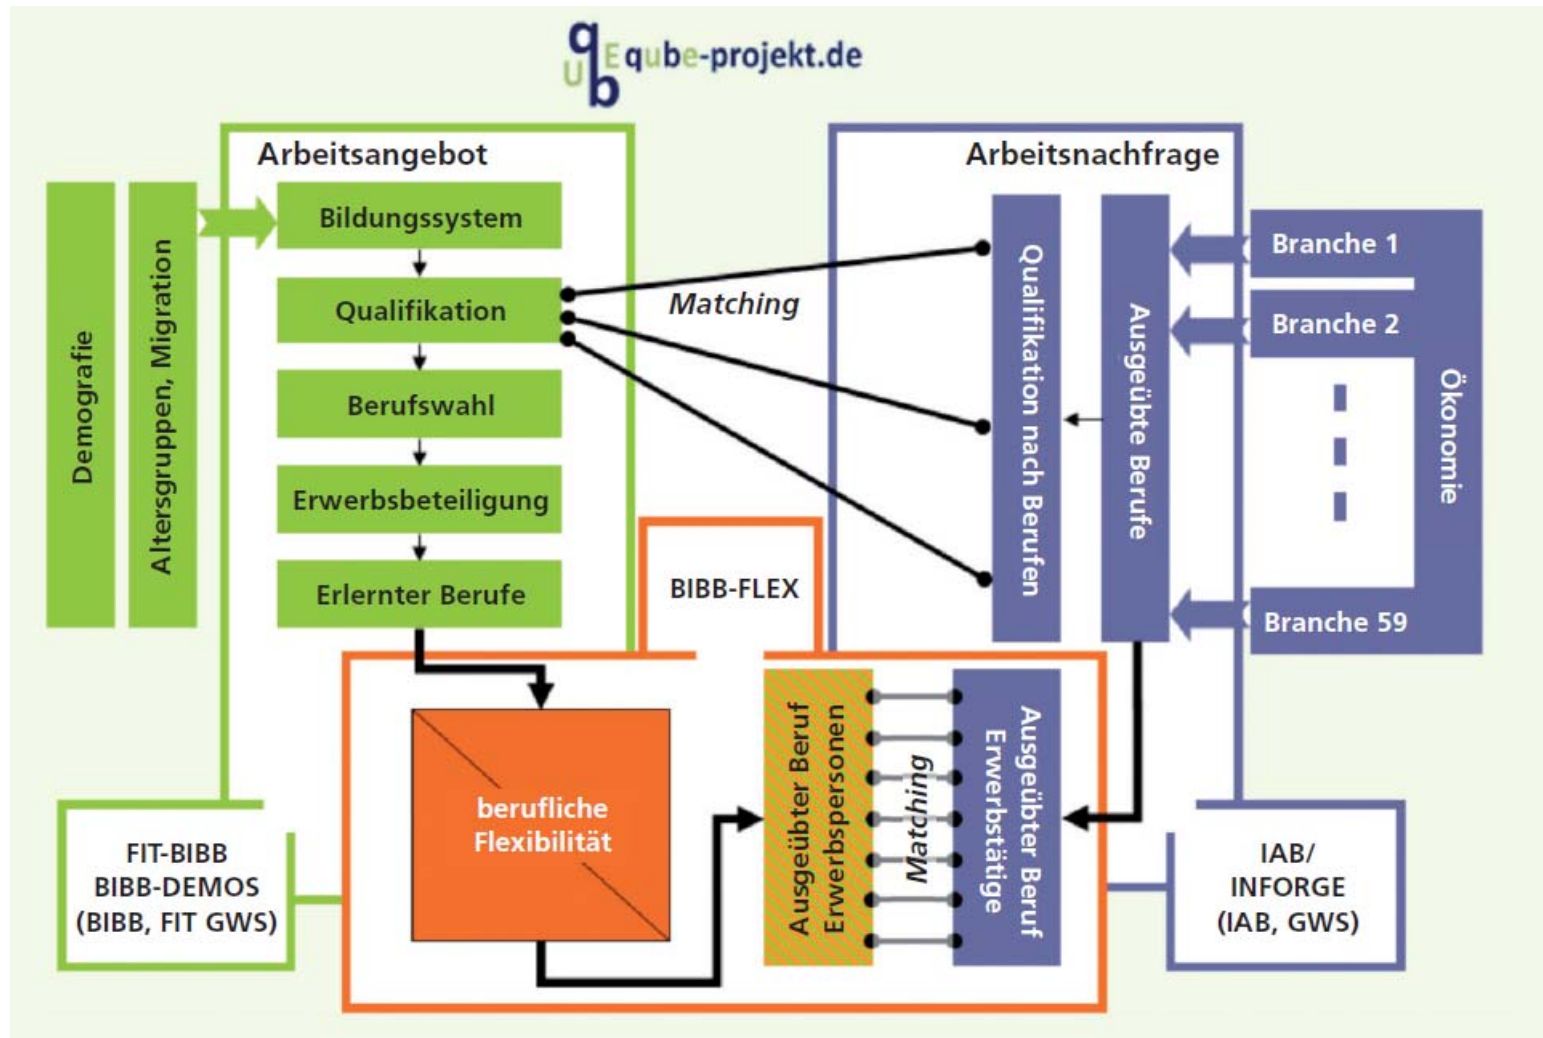 qUEb qube-projekt.de
Arbeitsangebot
Arbeitsnachfrage
Demografie
Altersgruppen, Migration
Bildungssystem
Qualifikation
Berufswahl
Erwerbsbeteiligung
Erlernter Berufe
Matching
Qualifikation nach Berufen
Ausgeübte Berufe
Branche 1
Branche 2
Branche 59
Ökonomie
BIBB-FLEX
berufliche
Flexibilität
Ausgeübter Beruf
Erwerbspersonen
Matching
Ausgeübter Beruf
Erwerbstätige
FIT-BIBB
BIBB-DEMOS
(BIBB, FIT GWS)
IAB/
INFORGE
(IAB, GWS)